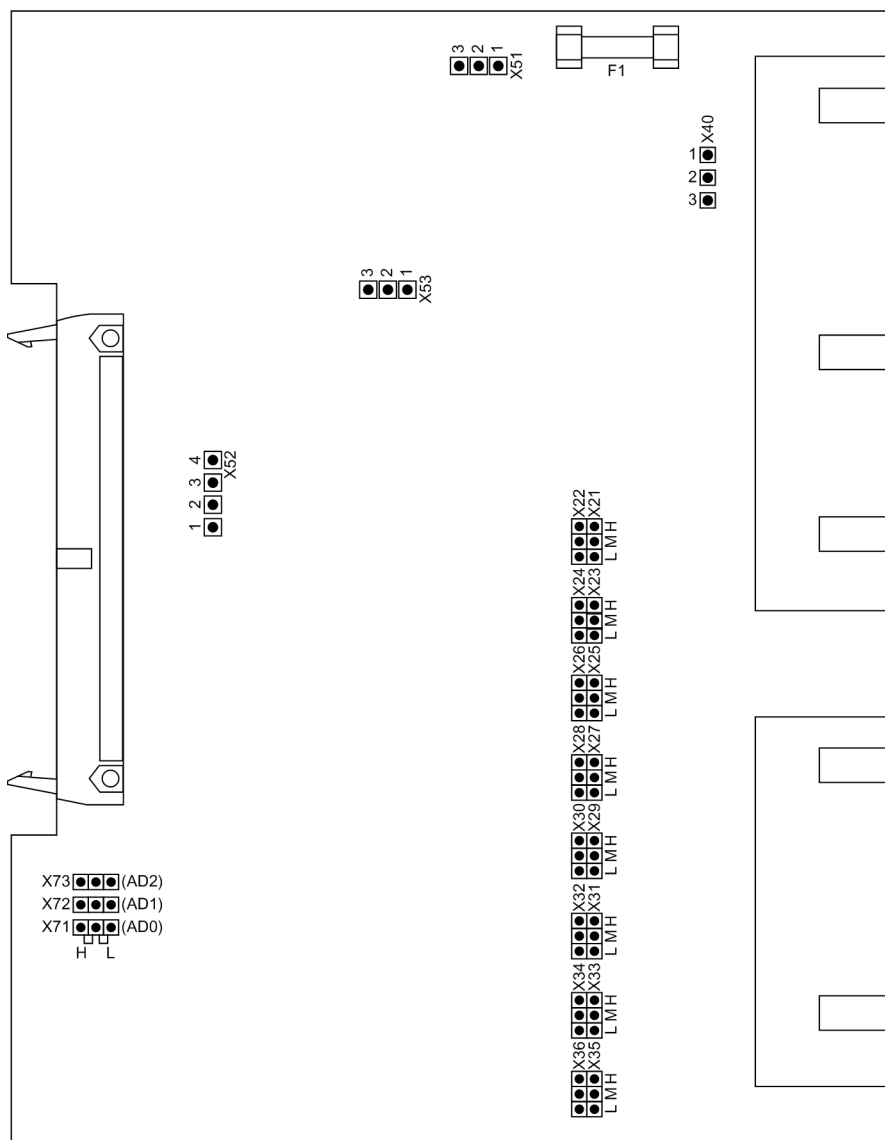 3 2 1
X51
F1
X40
1
2
3
3 2 1
X53
4
3
2
1
X52
X22 X21
L M H
X24 X23
L M H
X26 X25
L M H
X28 X27
L M H
X30 X29
L M H
X32 X31
L M H
X34 X33
L M H
X36 X35
L M H
X73 (AD2)
X72 (AD1)
X71 (AD0)
H L